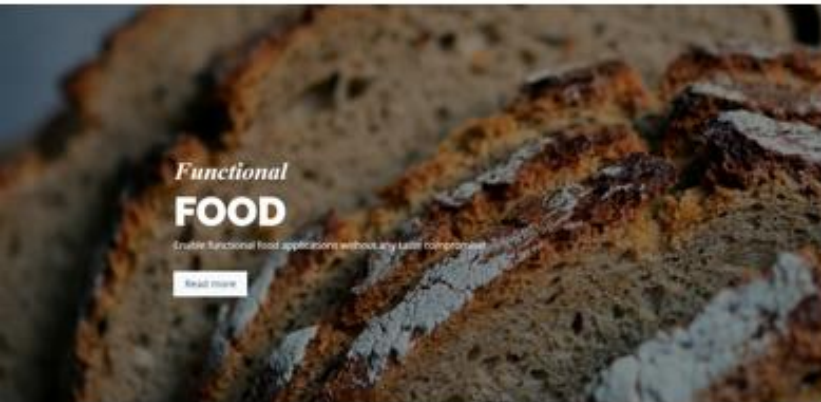 Functional
FOOD
Enable functional food applications without any taste compromise
Read more